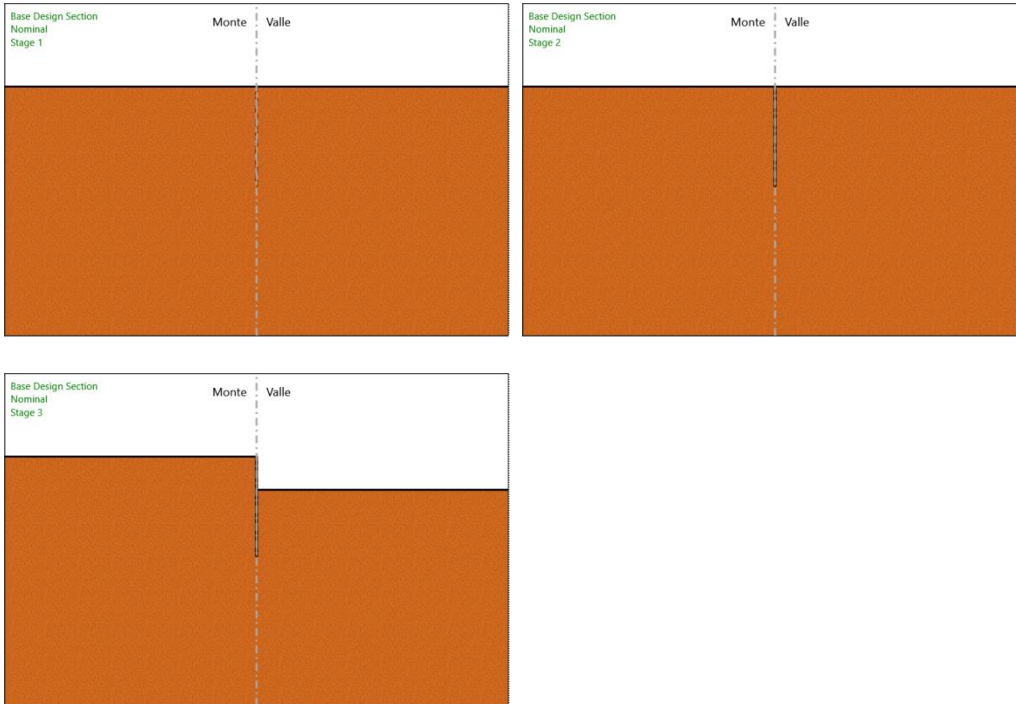 Base Design Section
Nominal
Stage 1
Monte Valle
Base Design Section
Nominal
Stage 2
Monte Valle
Base Design Section
Nominal
Stage 3
Monte Valle